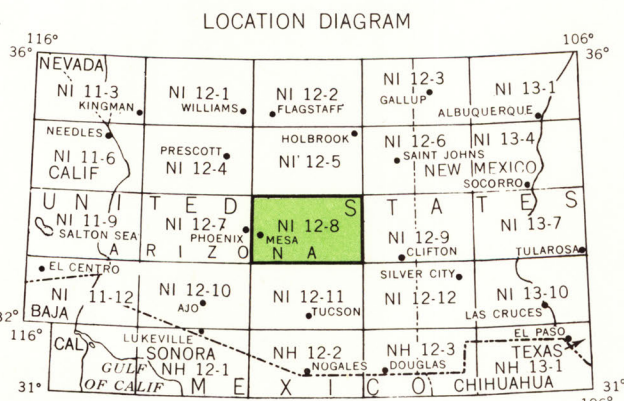 LOCATION DIAGRAM
116° 106°
36° 36°
NEVADA
NI 11-3 NI 12-1 NI 12-2 NI 12-3 NI 13-1
KINGMAN WILLIAMS FLAGSTAFF GALLUP ALBUQUERQUE
NEEDLES PRESCOTT HOLBROOK NI 12-6 NI 13-4
NI 11-6 NI 12-4 NI 12-5 SAINT JOHNS
CALIF NEW MEXICO
SOCORRO
UNITED STATES
NI 11-9 NI 12-7 NI 12-8 NI 12-9 NI 13-7
SALTON SEA PHOENIX MESA CLIFTON TULAROSA
ARIZONA
EL CENTRO SILVER CITY
NI 11-12 NI 12-10 NI 12-11 NI 12-12 NI 13-10
BAJA AJO TUCSON LAS CRUCES
32°
116° EL PASO
CAL LUKEVILLE TEXAS
GULF SONORA NH 12-2 NH 12-3 NH 13-1
OF CALIF NH 12-1 NOGALES DOUGLAS
MEXICO CHIHUAHUA
31° 31°